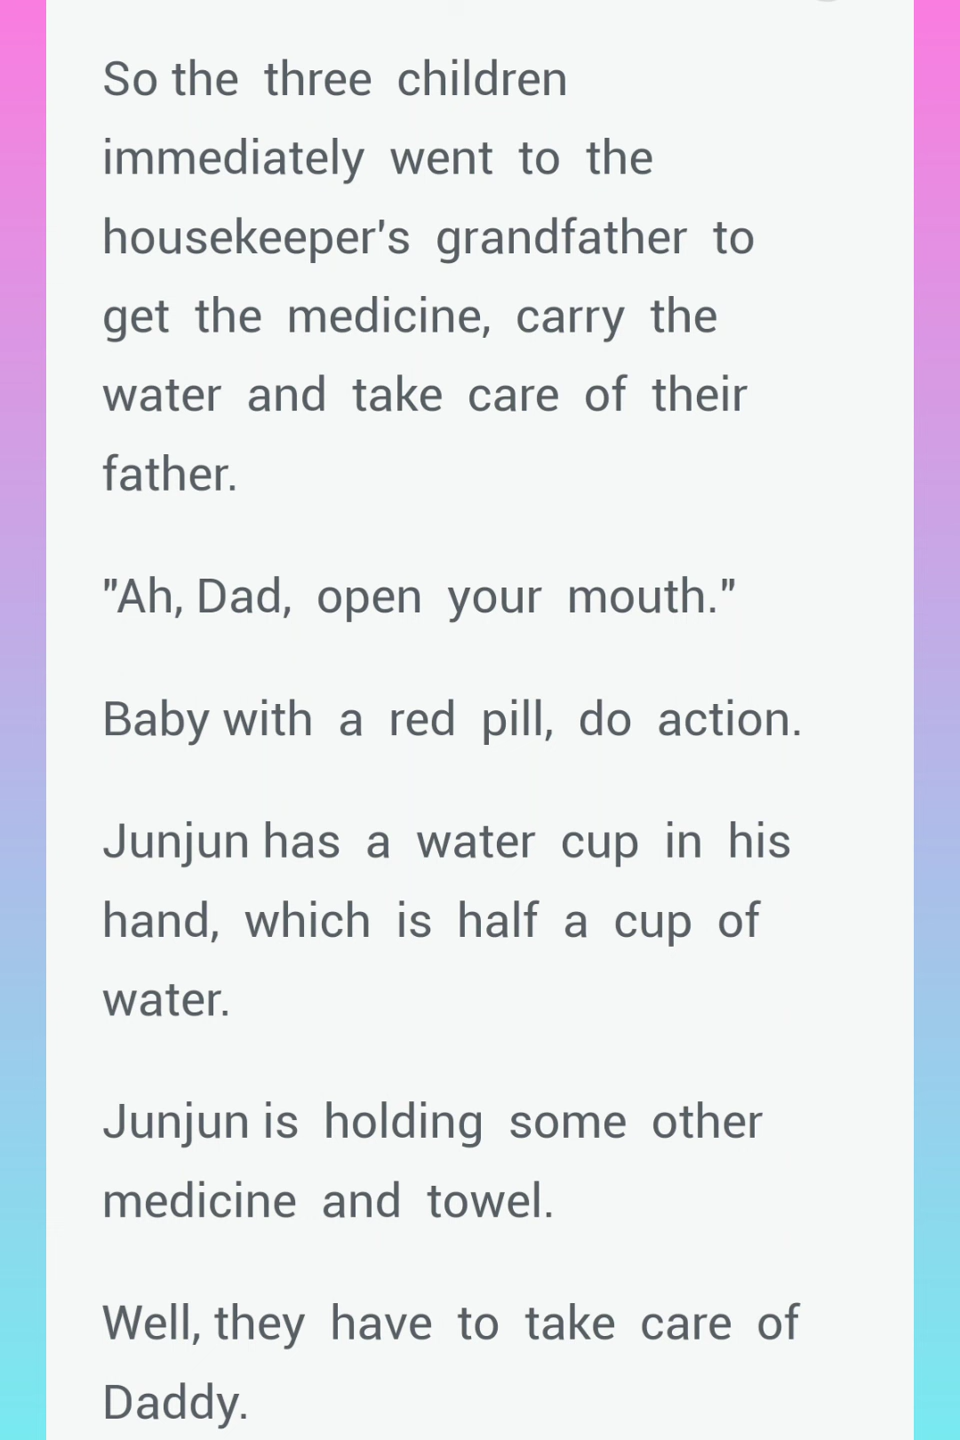 So the three children
immediately went to the
housekeeper's grandfather to
get the medicine, carry the
water and take care of their
father.
"Ah, Dad, open your mouth."
Baby with a red pill, do action.
Junjun has a water cup in his
hand, which is half a cup of
water.
Junjun is holding some other
medicine and towel.
Well, they have to take care of
Daddy.